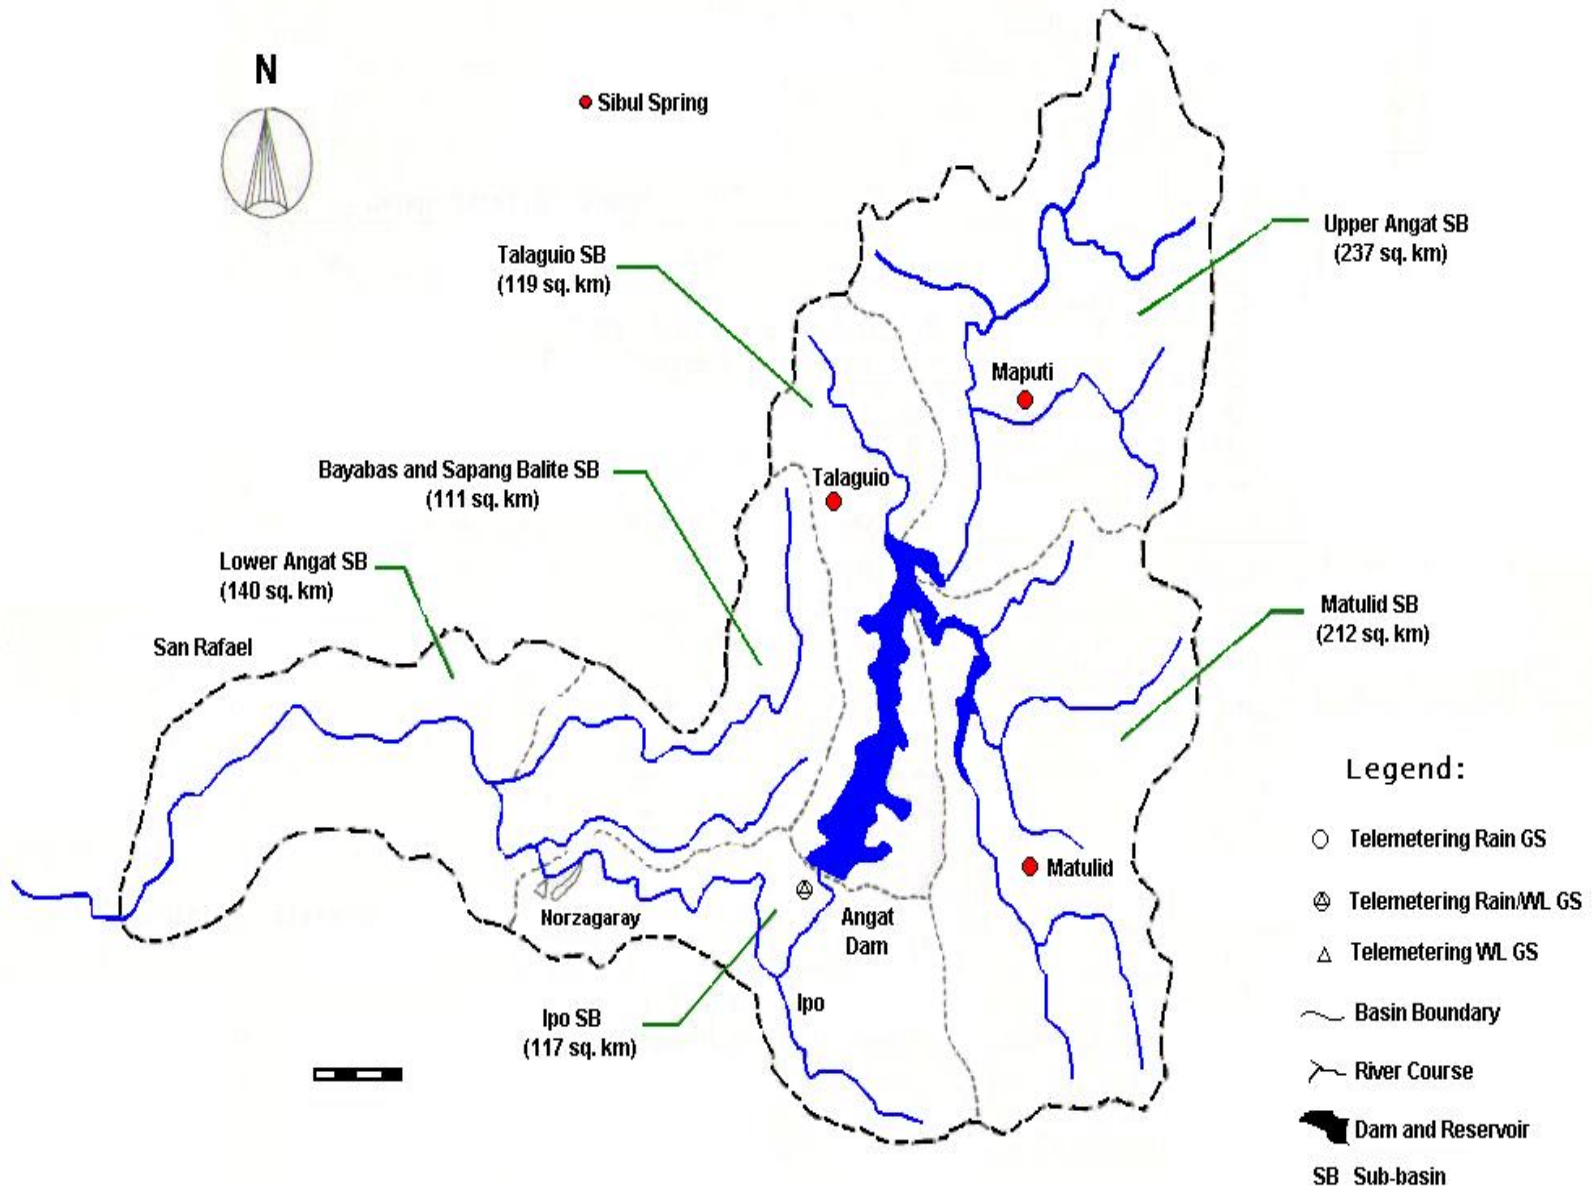 N
Sibul Spring
Upper Angat SB
(237 sq. km)
Talaguio SB
(119 sq. km)
Maputi
Bayabas and Sapang Balite SB
(111 sq. km)
Talaguio
Lower Angat SB
(140 sq. km)
Matulid SB
(212 sq. km)
San Rafael
Legend:
Telemetering Rain GS
Matulid
Telemetering Rain/WL GS
Norzagaray
Angat
Dam
Telemetering WL GS
Ipo
Ipo SB
(117 sq. km)
Basin Boundary
River Course
Dam and Reservoir
SB Sub-basin